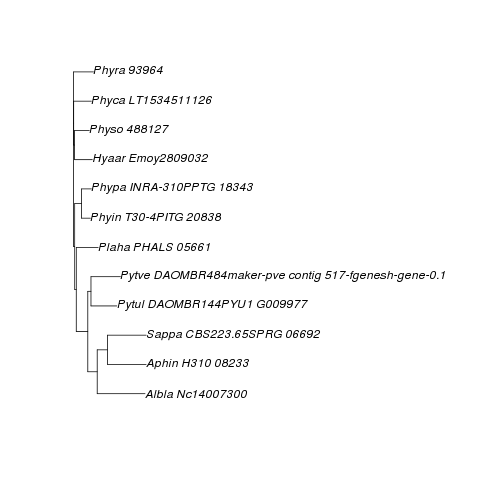 Phyra 93964
Phyca LT1534511126
Physo 488127
Hyaar Emoy2809032
Phypa INRA-310PPTG 18343
Phyin T30-4PITG 20838
Plaha PHALS 05661
Pytve DAOMBR484maker-pve contig 517-fgenesh-gene-0.1
Pytul DAOMBR144PYU1 G009977
Sappa CBS223.65SPRG 06692
Aphin H310 08233
Albla Nc14007300